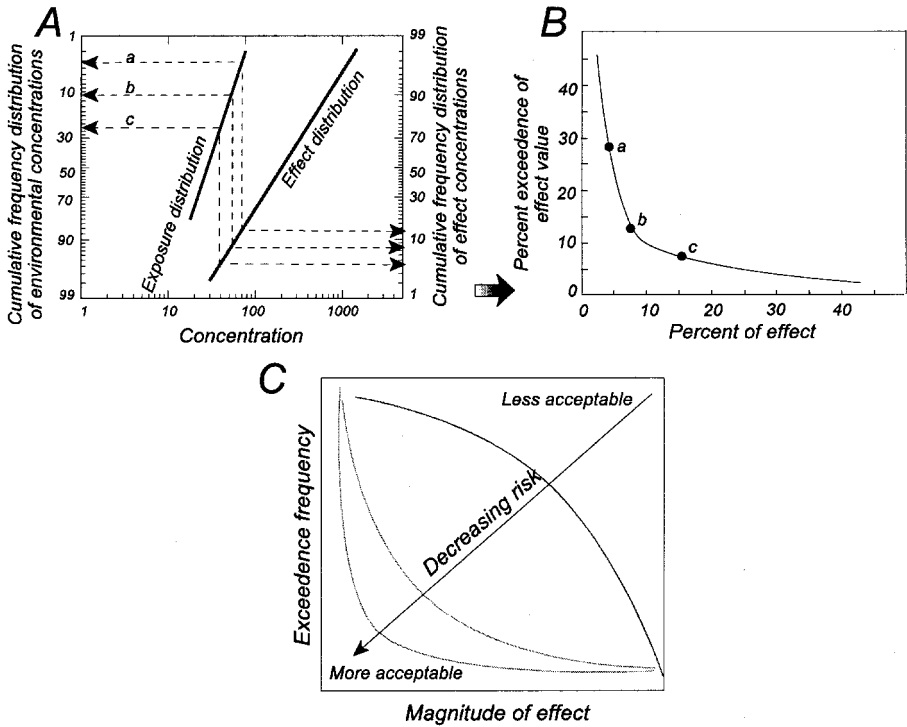 A
Cumulative frequency distribution
of environmental concentrations
1
10
30
50
70
90
99
a
b
c
Exposure distribution
Effect distribution
1
10
100
1000
Concentration
99
90
70
50
30
10
1
Cumulative frequency distribution
of effect concentrations
B
Percent exceedence of
effect value
40
30
20
10
0
a
b
c
0
10
20
30
40
Percent of effect
C
Exceedence frequency
Less acceptable
Decreasing risk
More acceptable
Magnitude of effect